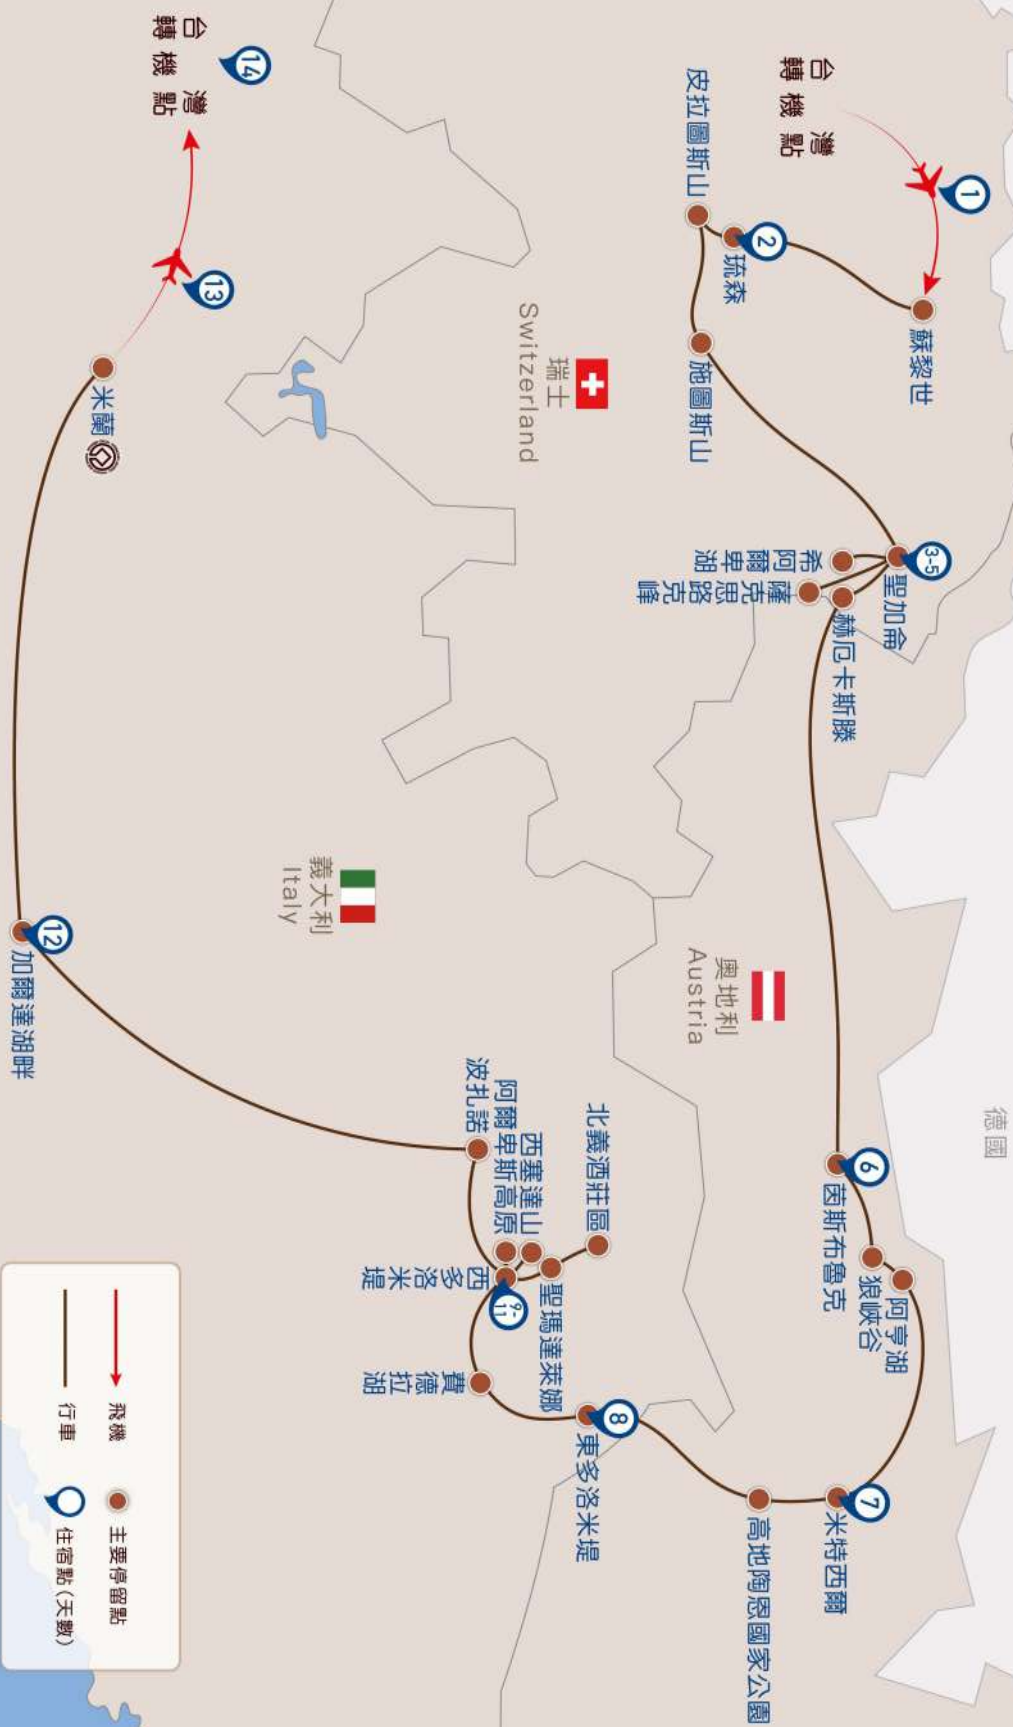 台灣
轉機點
1
蘇黎世
2
琉森
皮拉圖斯山
施圖斯山
瑞士
Switzerland
3-5
聖加侖
希阿爾卑湖
薩克思路克峰
赫厄卡斯滕
德國
奧地利
Austria
6
因斯布魯克
狼峽谷
阿亨湖
7
米特西爾
高地陶恩國家公園
8
東多洛米堤
費德拉湖
9-11
西多洛米堤
聖瑪達萊娜
北義酒莊區
西塞達山
阿爾卑斯高原
波扎諾
義大利
Italy
12
加爾達湖畔
米蘭
13
14
台灣
轉機點
飛機
主要停留點
行車
住宿點(天數)